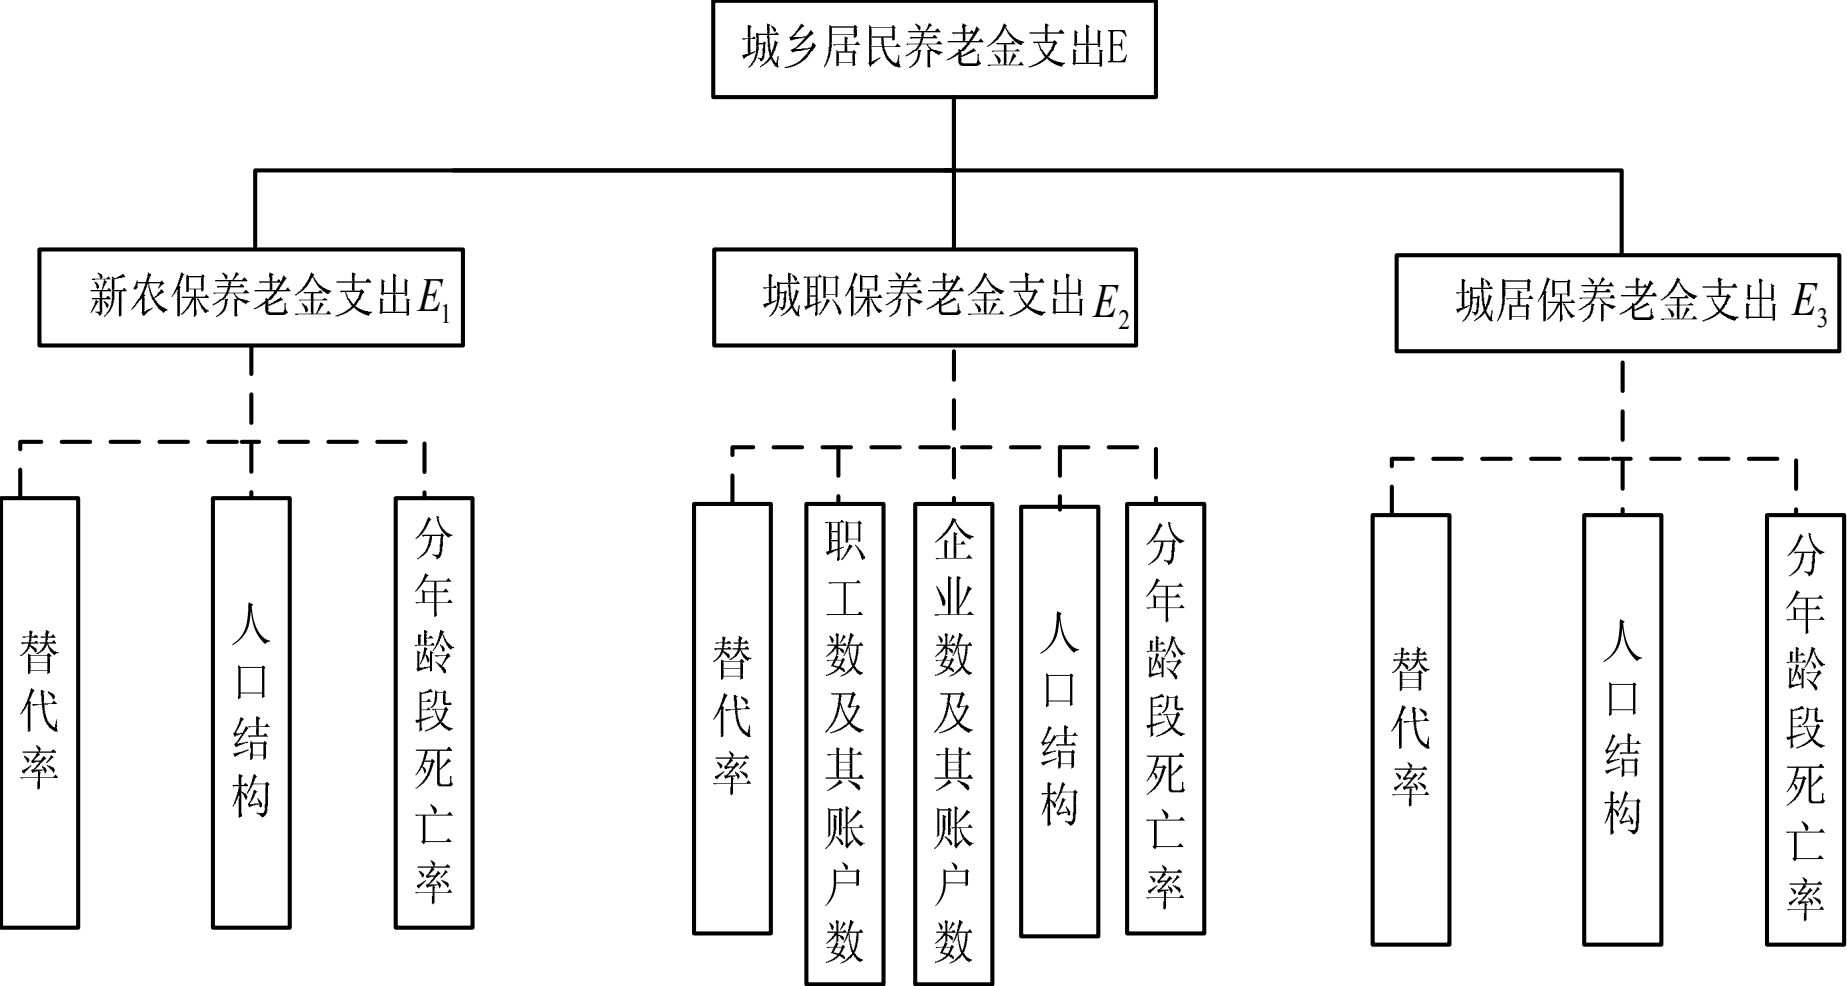 城乡居民养老金支出E
新农保养老金支出E1
城职保养老金支出E2
城居保养老金支出E3
替代率
人口结构
分年龄段死亡率
替代率
职工数及其账户数
企业数及其账户数
人口结构
分年龄段死亡率
替代率
人口结构
分年龄段死亡率